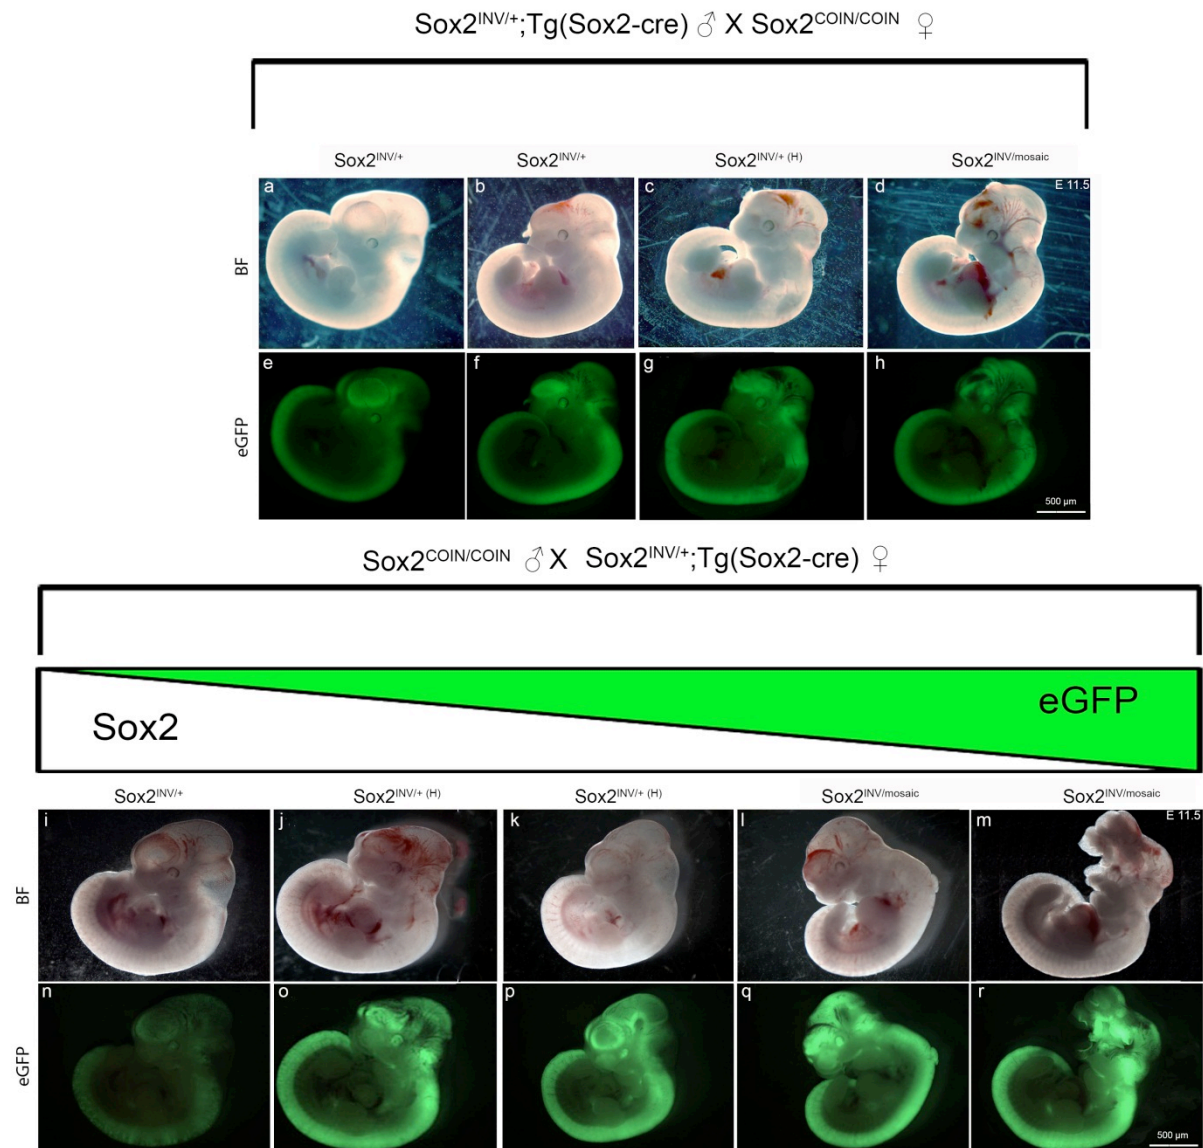 Sox2INV/+;Tg(Sox2-cre) ♂ X Sox2COIN/COIN ♀
Sox2INV/+ Sox2INV/+ Sox2INV/+ (H) Sox2INV/mosaic
a b c d E 11.5
BF
e f g h
eGFP
500 µm
Sox2COIN/COIN ♂ X Sox2INV/+;Tg(Sox2-cre) ♀
eGFP
Sox2
Sox2INV/+ Sox2INV/+ (H) Sox2INV/+ (H) Sox2INV/mosaic Sox2INV/mosaic
i j k l m E 11.5
BF
n o p q r
eGFP
500 µm